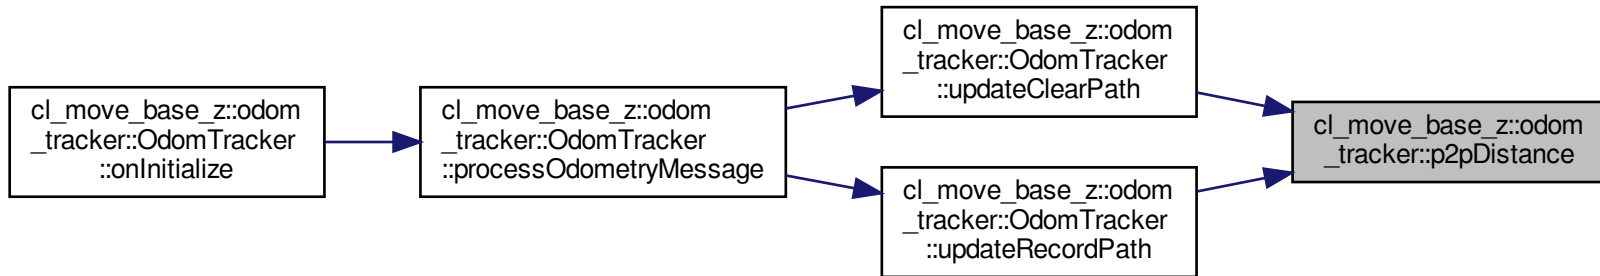 cl_move_base_z::odom
_tracker::OdomTracker
::onInitialize
cl_move_base_z::odom
_tracker::OdomTracker
::processOdometryMessage
cl_move_base_z::odom
_tracker::OdomTracker
::updateClearPath
cl_move_base_z::odom
_tracker::OdomTracker
::updateRecordPath
cl_move_base_z::odom
_tracker::p2pDistance